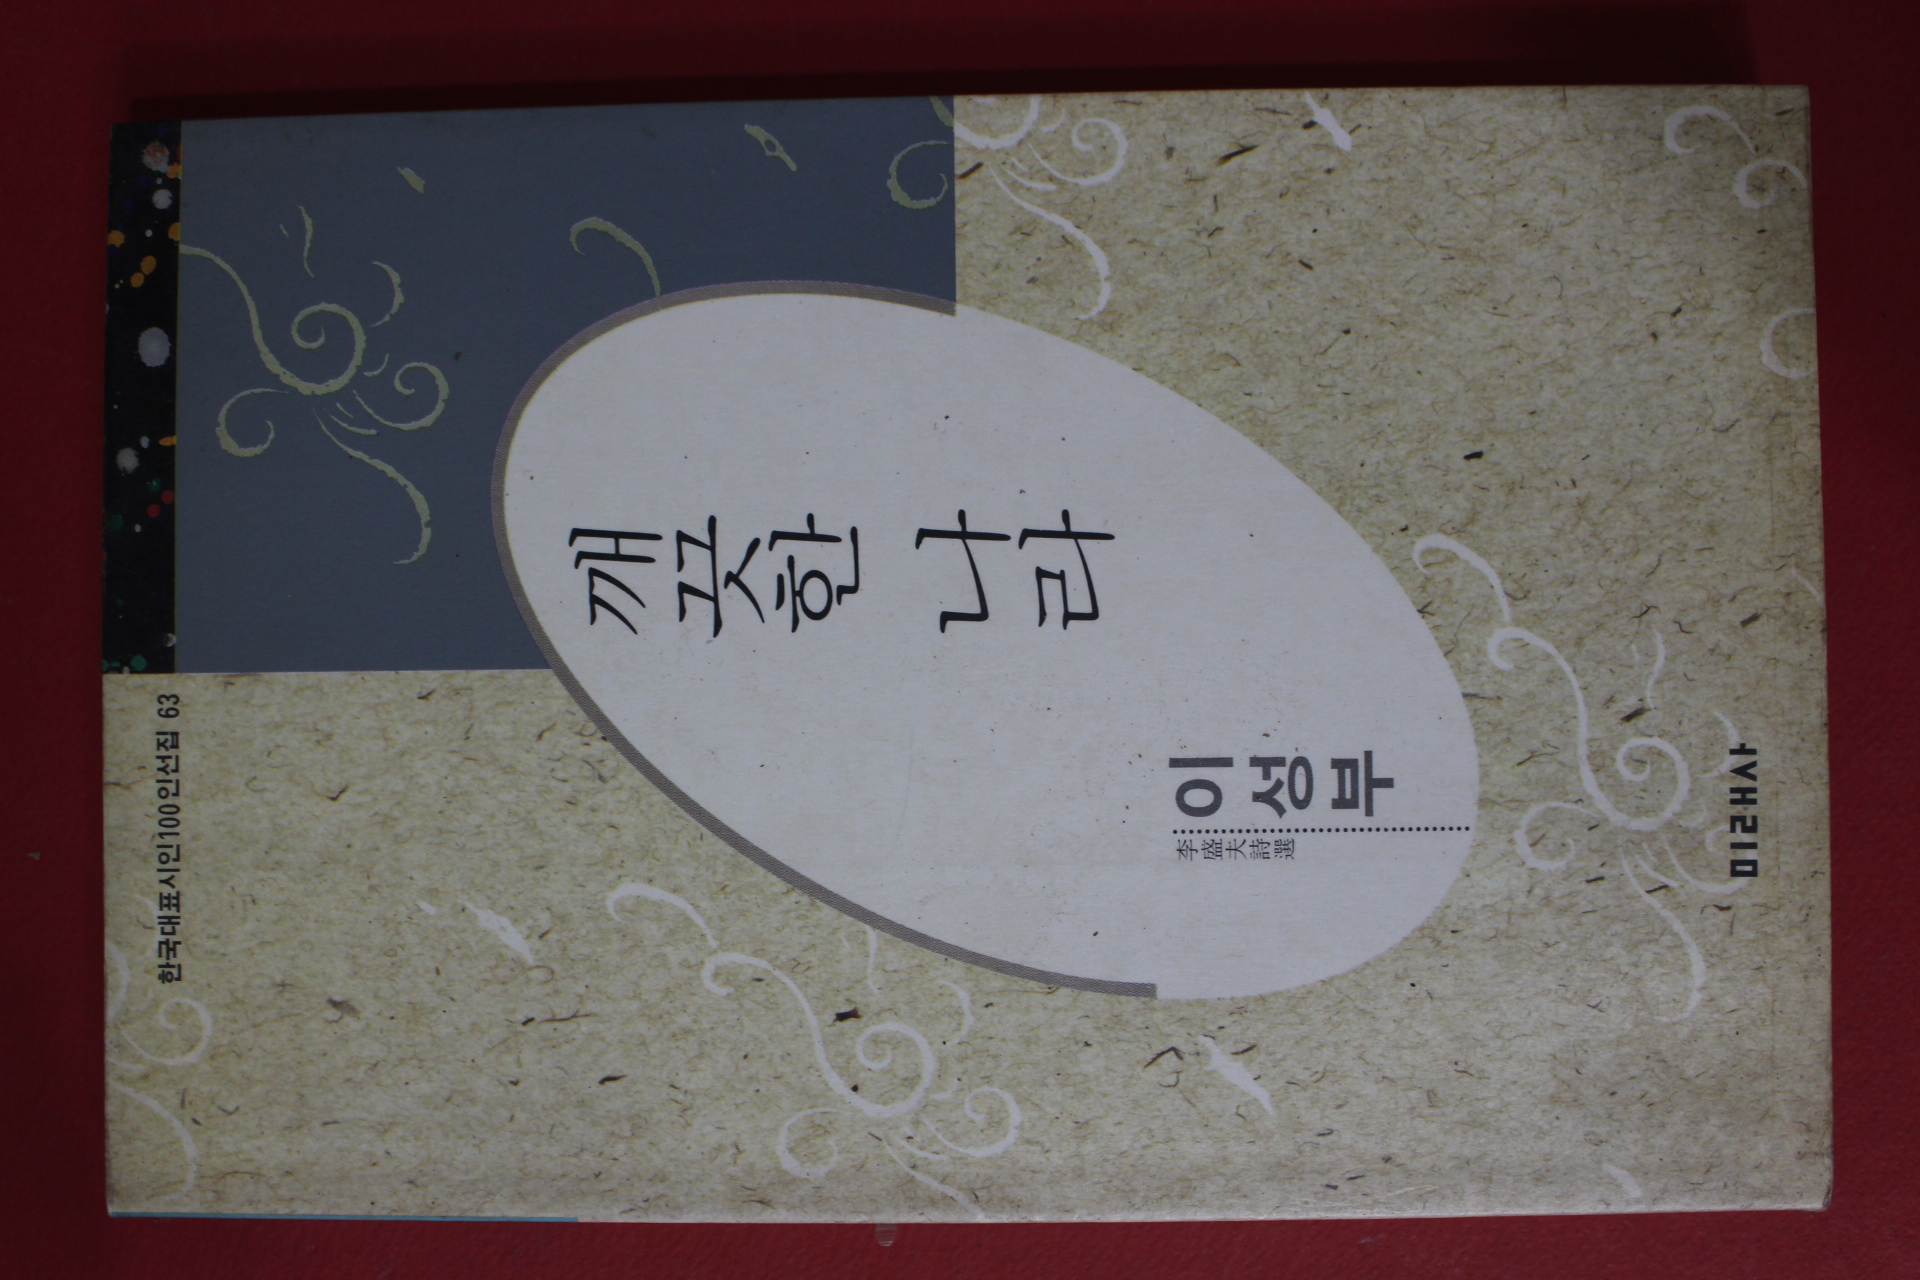 한국대표시인100인선집 63
깨끗한 나라
이성부
李盛夫詩選
미래사